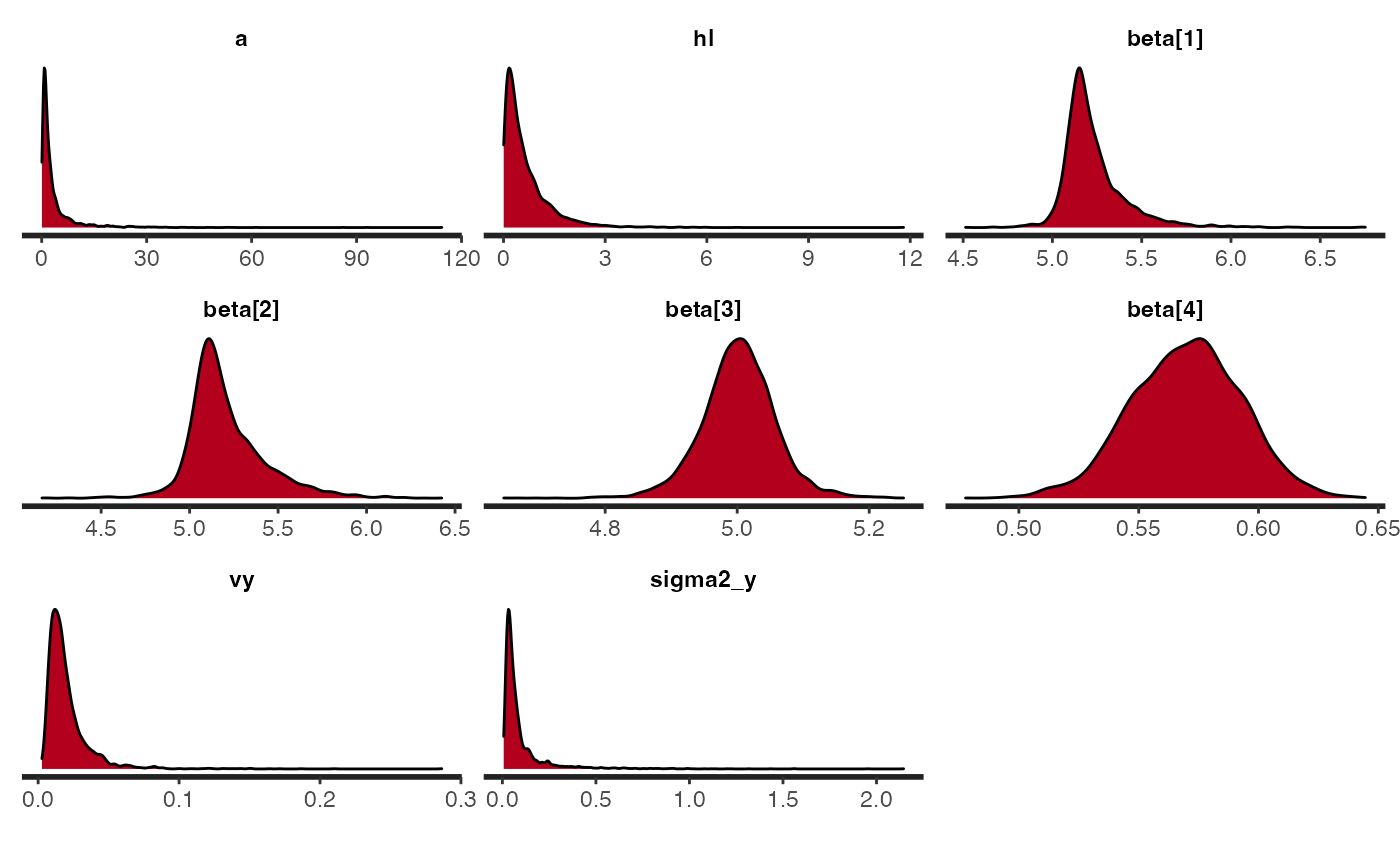 a hl beta[1]
0 30 60 90 120 0 3 6 9 12 4.5 5.0 5.5 6.0 6.5
beta[2] beta[3] beta[4]
4.5 5.0 5.5 6.0 6.5 4.8 5.0 5.2 0.50 0.55 0.60 0.65
vy sigma2_y
0.0 0.1 0.2 0.3 0.0 0.5 1.0 1.5 2.0